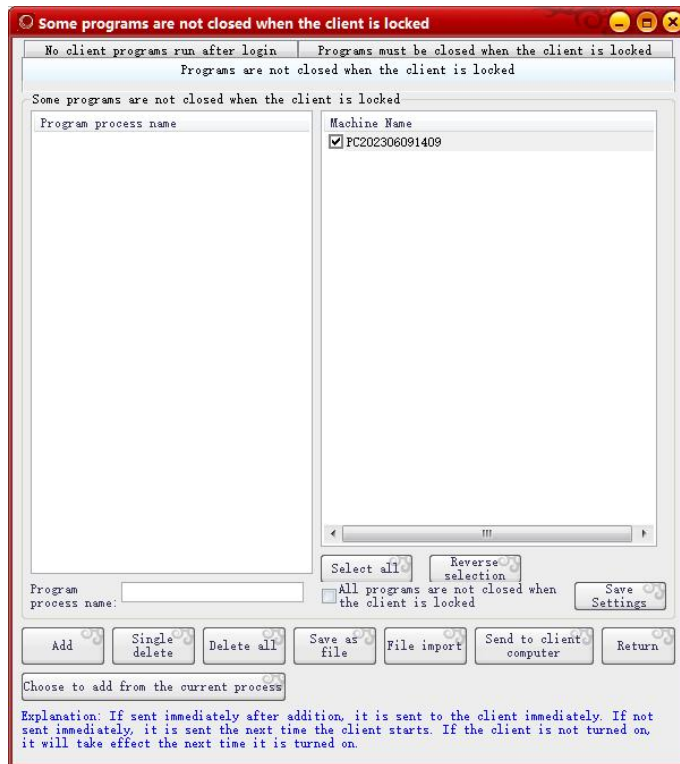 Some programs are not closed when the client is locked
No client programs run after login
Programs must be closed when the client is locked
Programs are not closed when the client is locked
Some programs are not closed when the client is locked
Program process name
Machine Name
PC202306091409
Select all
Reverse
selection
Program
process name:
All programs are not closed when
the client is locked
Save
Settings
Add
Single
delete
Delete all
Save as
file
File import
Send to client
computer
Return
Choose to add from the current process
Explanation: If sent immediately after addition, it is sent to the client immediately. If not
sent immediately, it is sent the next time the client starts. If the client is not turned on,
it will take effect the next time it is turned on.